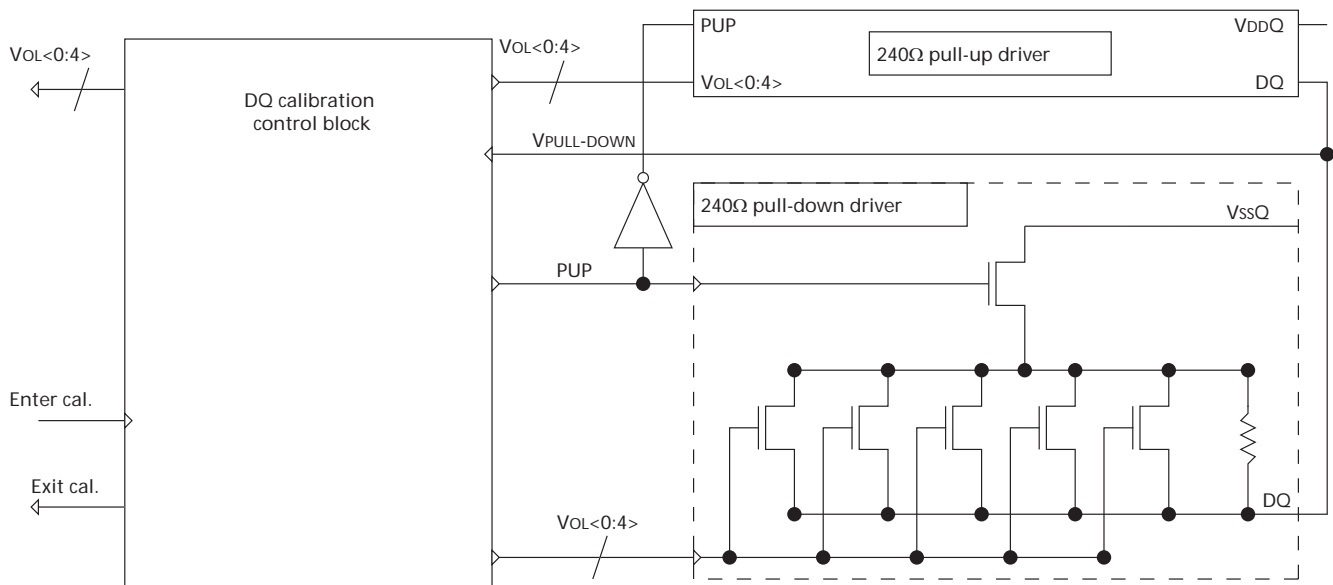 PUP
VDDQ
VOL<0:4>
VOL<0:4>
240Ω pull-up driver
VOL<0:4>
DQ
DQ calibration
control block
VPULL-DOWN
240Ω pull-down driver
VSSQ
PUP
Enter cal.
Exit cal.
DQ
VOL<0:4>